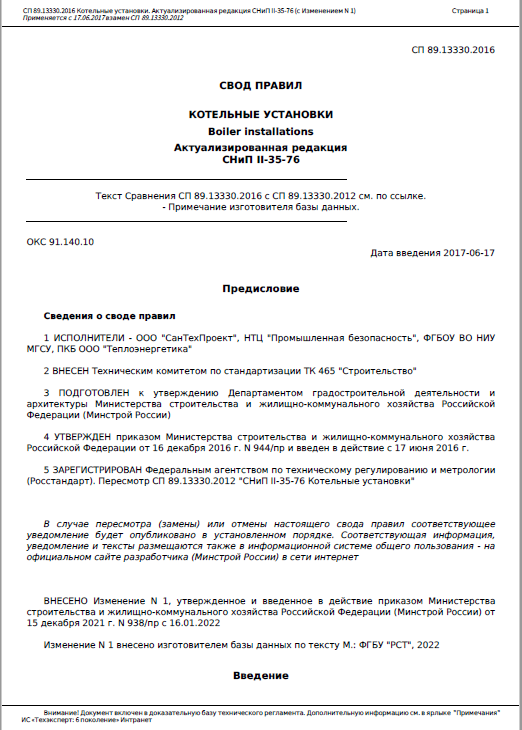 СП 89.13330.2016 Котельные установки. Актуализированная редакция СНиП II-35-76 (с Изменением N 1)
Страница 1
Применяется с 17.06.2017 взамен СП 89.13330.2012
СП 89.13330.2016
СВОД ПРАВИЛ
КОТЕЛЬНЫЕ УСТАНОВКИ
Boiler installations
Актуализированная редакция
СНиП II-35-76
Текст Сравнения СП 89.13330.2016 с СП 89.13330.2012 см. по ссылке.
- Примечание изготовителя базы данных.
ОКС 91.140.10
Дата введения 2017-06-17
Предисловие
Сведения о своде правил
1 ИСПОЛНИТЕЛИ - ООО "СанТехПроект", НТЦ "Промышленная безопасность", ФГБОУ ВО НИУ
МГСУ, ПКБ ООО "Теплоэнергетика"
2 ВНЕСЕН Техническим комитетом по стандартизации ТК 465 "Строительство"
3 ПОДГОТОВЛЕН к утверждению Департаментом градостроительной деятельности и
архитектуры Министерства строительства и жилищно-коммунального хозяйства Российской
Федерации (Минстрой России)
4 УТВЕРЖДЕН приказом Министерства строительства и жилищно-коммунального хозяйства
Российской Федерации от 16 декабря 2016 г. N 944/пр и введен в действие с 17 июня 2016 г.
5 ЗАРЕГИСТРИРОВАН Федеральным агентством по техническому регулированию и метрологии
(Росстандарт). Пересмотр СП 89.13330.2012 "СНиП II-35-76 Котельные установки"
В случае пересмотра (замены) или отмены настоящего свода правил соответствующее
уведомление будет опубликовано в установленном порядке. Соответствующая информация,
уведомление и тексты размещаются также в информационной системе общего пользования - на
официальном сайте разработчика (Минстрой России) в сети интернет
ВНЕСЕНО Изменение N 1, утвержденное и введенное в действие приказом Министерства
строительства и жилищно-коммунального хозяйства Российской Федерации (Минстрой России) от
15 декабря 2021 г. N 938/пр с 16.01.2022
Изменение N 1 внесено изготовителем базы данных по тексту М.: ФГБУ "РСТ", 2022
Введение
Внимание! Документ включен в доказательную базу технического регламента. Дополнительную информацию см. в ярлыке "Примечания"
ИС «Техэксперт: 6 поколение» Интранет